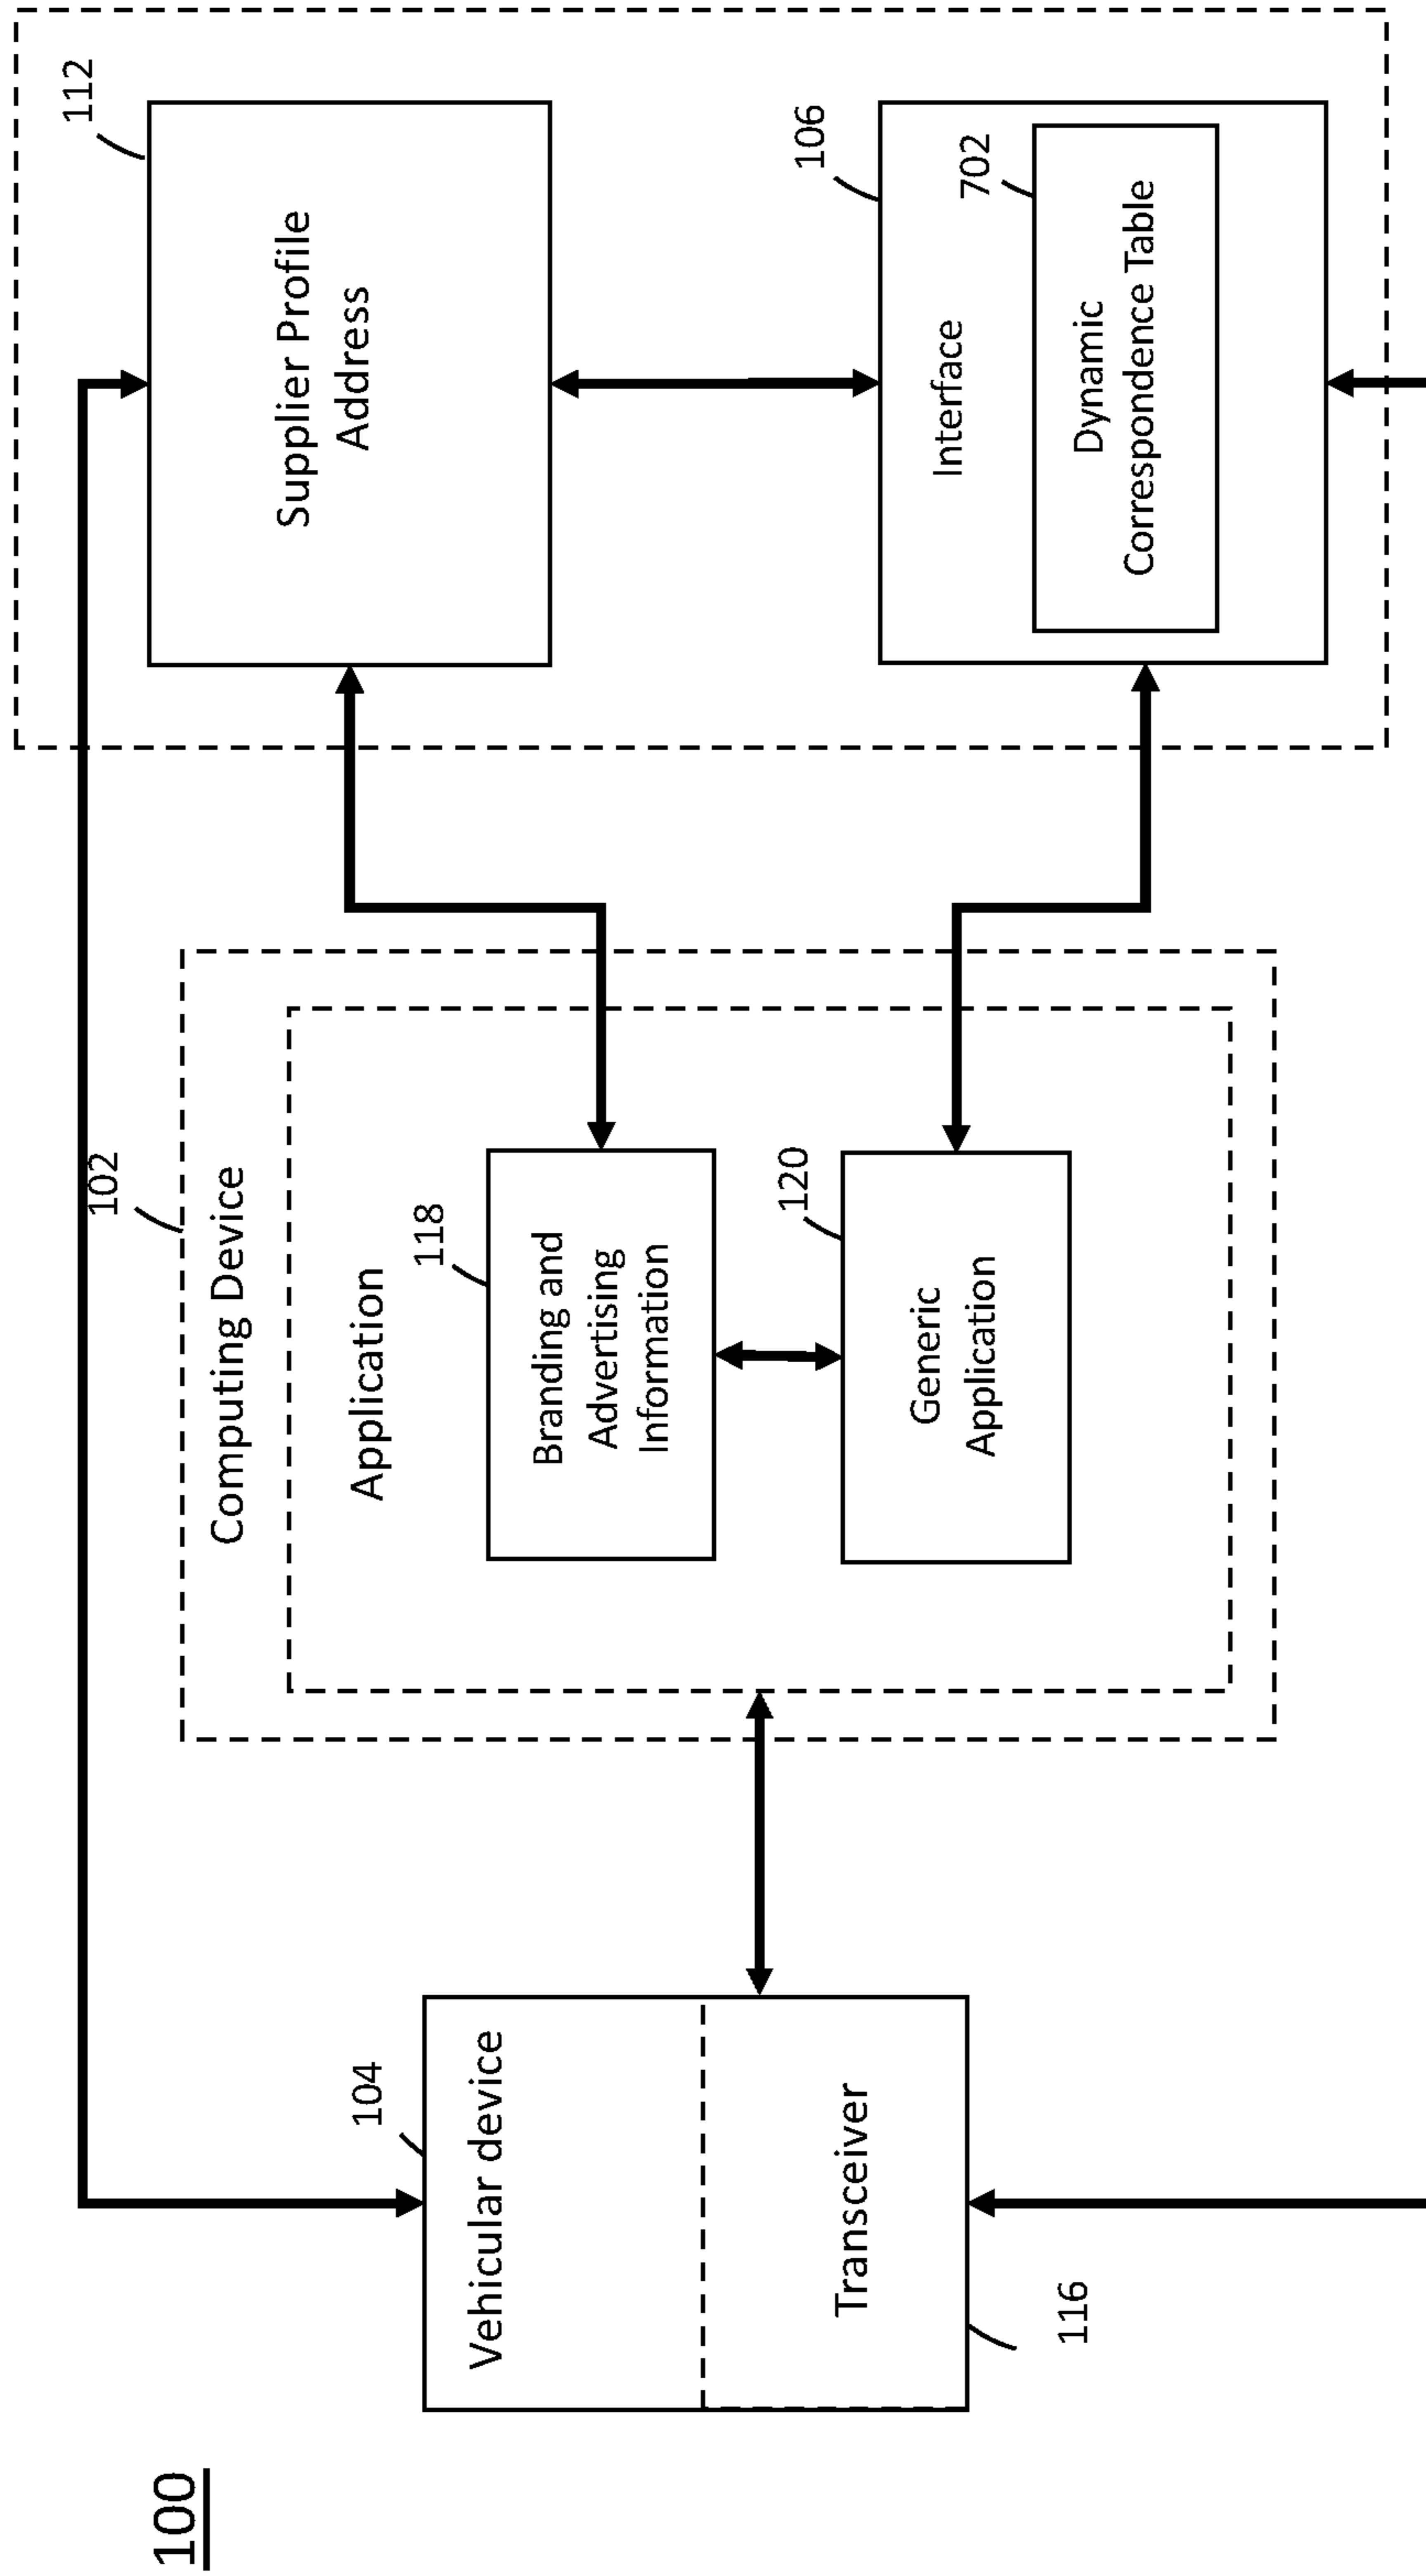 100
104
Vehicular device
Transceiver
116
102
Computing Device
Application
118
Branding and
Advertising
Information
120
Generic
Application
112
Supplier Profile
Address
106
Interface
702
Dynamic
Correspondence Table